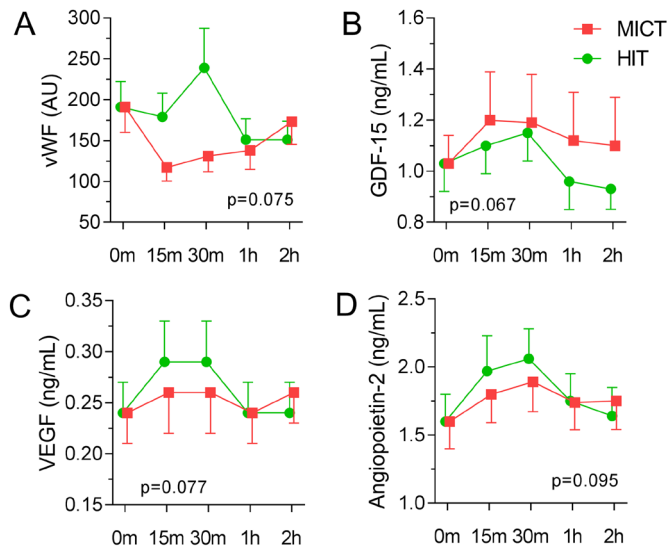 A
vWF (AU)
300
250
200
150
100
50
p=0.075
0m 15m 30m 1h 2h
B
GDF-15 (ng/mL)
1.6
1.4
1.2
1.0
0.8
MICT
HIT
p=0.067
0m 15m 30m 1h 2h
C
VEGF (ng/mL)
0.35
0.30
0.25
0.20
0.15
p=0.077
0m 15m 30m 1h 2h
D
Angiopoietin-2 (ng/mL)
2.5
2.0
1.5
1.0
p=0.095
0m 15m 30m 1h 2h